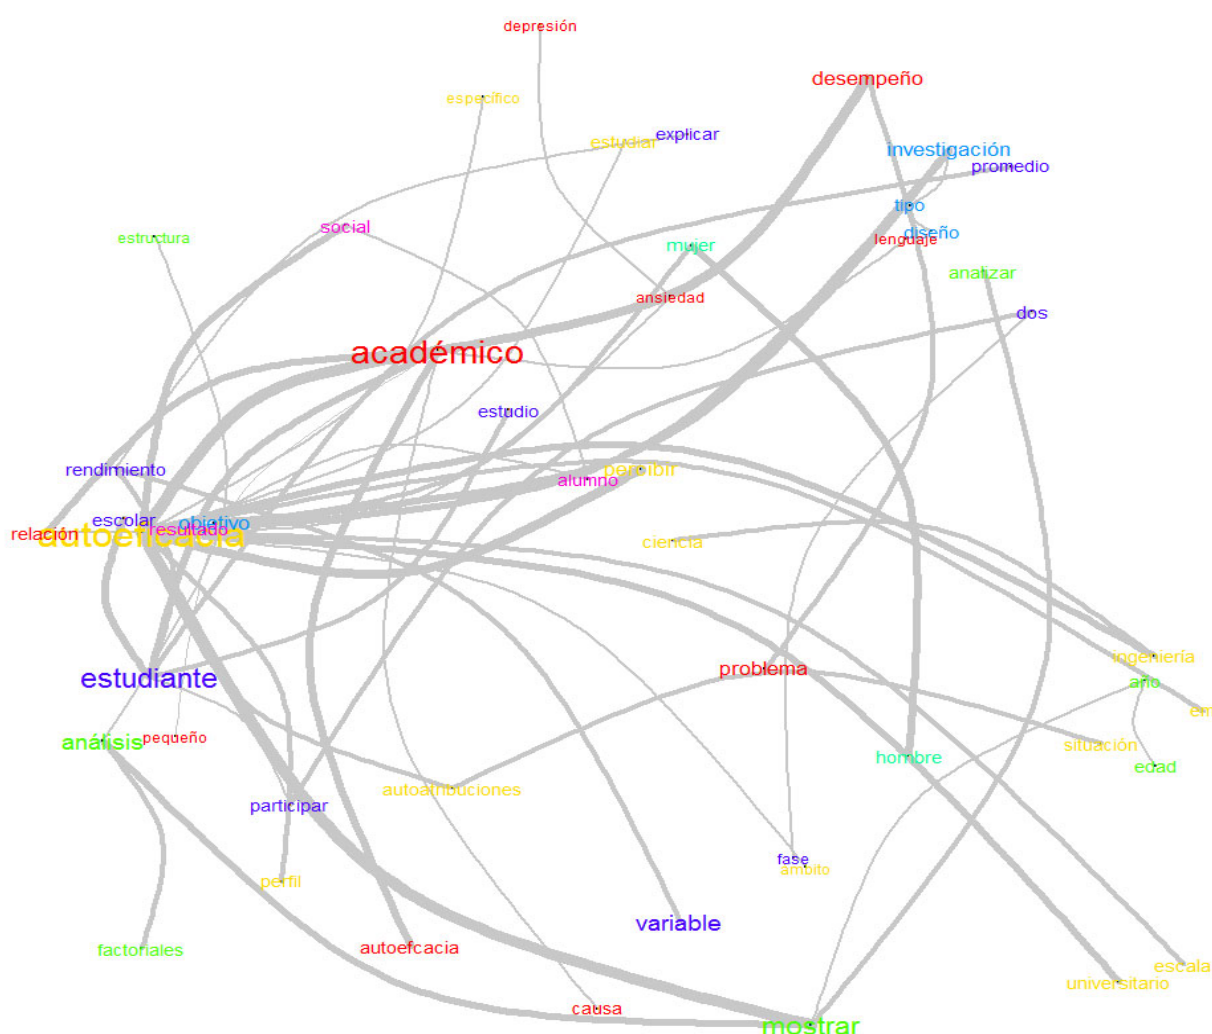 depresión
desempeño
específico
explicar
estudiar
investigación
promedio
tipo
social
diseño
estructura
lenguaje
mujer
analizar
ansiedad
dos
académico
estudio
rendimiento
percibir
alumno
escolar
objetivo
resultado
relación
autoeficacia
ciencia
ingeniería
problema
estudiante
año
em
pequeño
análisis
situación
hombre
edad
autoatribuciones
participar
fase
ámbito
perfil
variable
autoefcacia
factoriales
escala
universitario
causa
mostrar